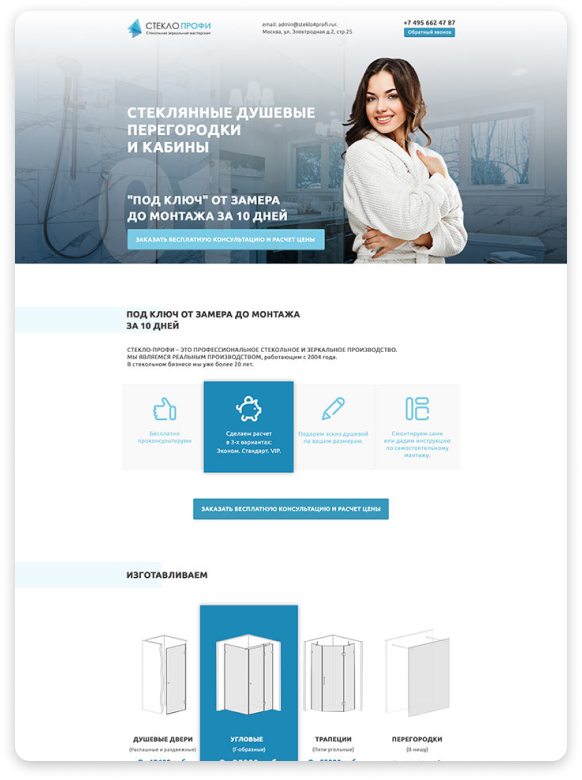 СТЕКЛО ПРОФИ
Стекольная зеркальная мастерская
email: admin@steklo4profi.rur.
Москва, ул. Электродная д.2, стр.25
+7 495 662 47 87
Обратный звонок
СТЕКЛЯННЫЕ ДУШЕВЫЕ
ПЕРЕГОРОДКИ
И КАБИНЫ
01
"ПОД КЛЮЧ" ОТ ЗАМЕРА
ДО МОНТАЖА ЗА 10 ДНЕЙ
ЗАКАЗАТЬ БЕСПЛАТНУЮ КОНСУЛЬТАЦИЮ И РАСЧЕТ ЦЕНЫ
ПОД КЛЮЧ ОТ ЗАМЕРА ДО МОНТАЖА
ЗА 10 ДНЕЙ
СТЕКЛО-ПРОФИ – ЭТО ПРОФЕССИОНАЛЬНОЕ СТЕКОЛЬНОЕ И ЗЕРКАЛЬНОЕ ПРОИЗВОДСТВО.
МЫ ЯВЛЯЕМСЯ РЕАЛЬНЫМ ПРОИЗВОДСТВОМ, работающим с 2004 года.
В стекольном бизнесе мы уже более 20 лет.
Бесплатно
проконсультируем
Сделаем расчет
в 3-х вариантах:
Эконом. Стандарт, VIP.
Подарим эскиз душевой
по вашим размерам.
Смонтируем сами
или дадим инструкцию
по самостоятельному
монтажу.
ЗАКАЗАТЬ БЕСПЛАТНУЮ КОНСУЛЬТАЦИЮ И РАСЧЕТ ЦЕНЫ
ИЗГОТАВЛИВАЕМ
ДУШЕВЫЕ ДВЕРИ
(Распашные и раздвижные)
УГЛОВЫЕ
(Г-образные)
ТРАПЕЦИИ
(Пяти угольные)
ПЕРЕГОРОДКИ
(В нишу)